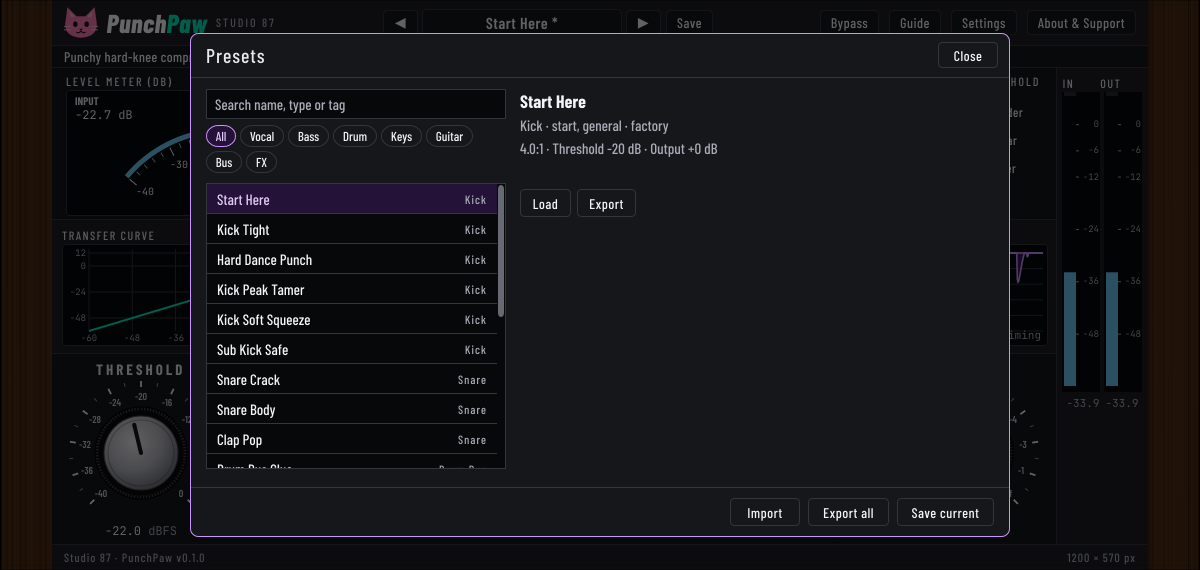 PunchPaw STUDIO 87 ◀ Start Here * ▶ Save Bypass Guide Settings About & Support
Punchy hard-knee comp
Presets Close
LEVEL METER (DB)
INPUT
-22.7 dB
-40
-30
Search name, type or tag
All Vocal Bass Drum Keys Guitar
Bus FX
Start Here Kick
Kick Tight Kick
Hard Dance Punch Kick
Kick Peak Tamer Kick
Kick Soft Squeeze Kick
Sub Kick Safe Kick
Snare Crack Snare
Snare Body Snare
Clap Pop Snare
Start Here
Kick · start, general · factory
4.0:1 · Threshold -20 dB · Output +0 dB
Load Export
Import Export all Save current
HOLD
der
ar
er
IN OUT
- 0 - 0
- -6 - -6
- -12 - -12
- -24 - -24
- -36 - -36
- -48 - -48
-33.9 -33.9
TRANSFER CURVE
12
0
-24
-48
-60 -48 -36
iming
THRESHOLD
-40 -36 -32 -28 -24 -20 -16 -12 0
-22.0 dBFS
-4
-3
-1
Studio 87 · PunchPaw v0.1.0 1200 × 570 px